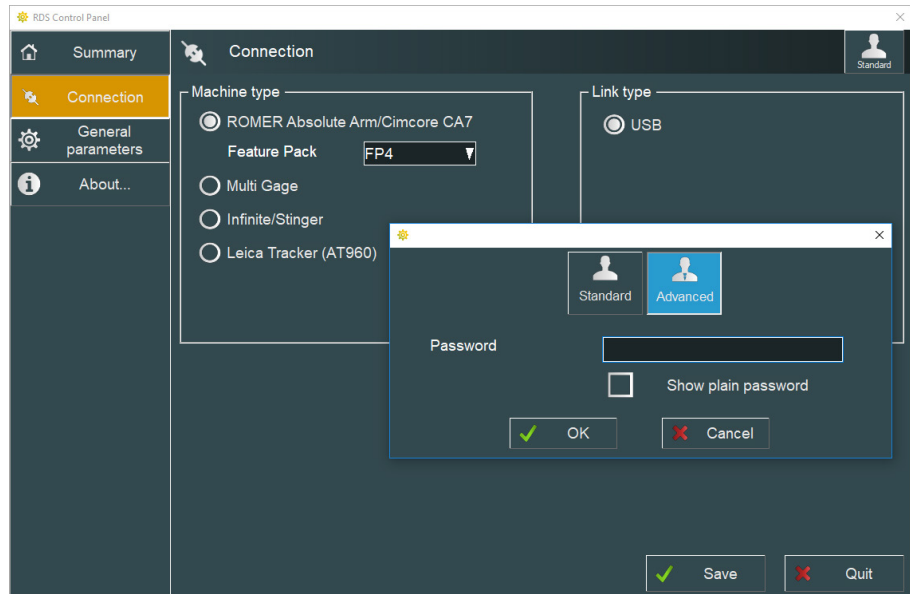 RDS Control Panel
Summary
Connection
General
parameters
About...
Connection
Standard
Machine type
ROMER Absolute Arm/Cimcore CA7
Feature Pack
FP4
Multi Gage
Infinite/Stinger
Leica Tracker (AT960)
Link type
USB
Standard
Advanced
Password
Show plain password
OK
Cancel
Save
Quit